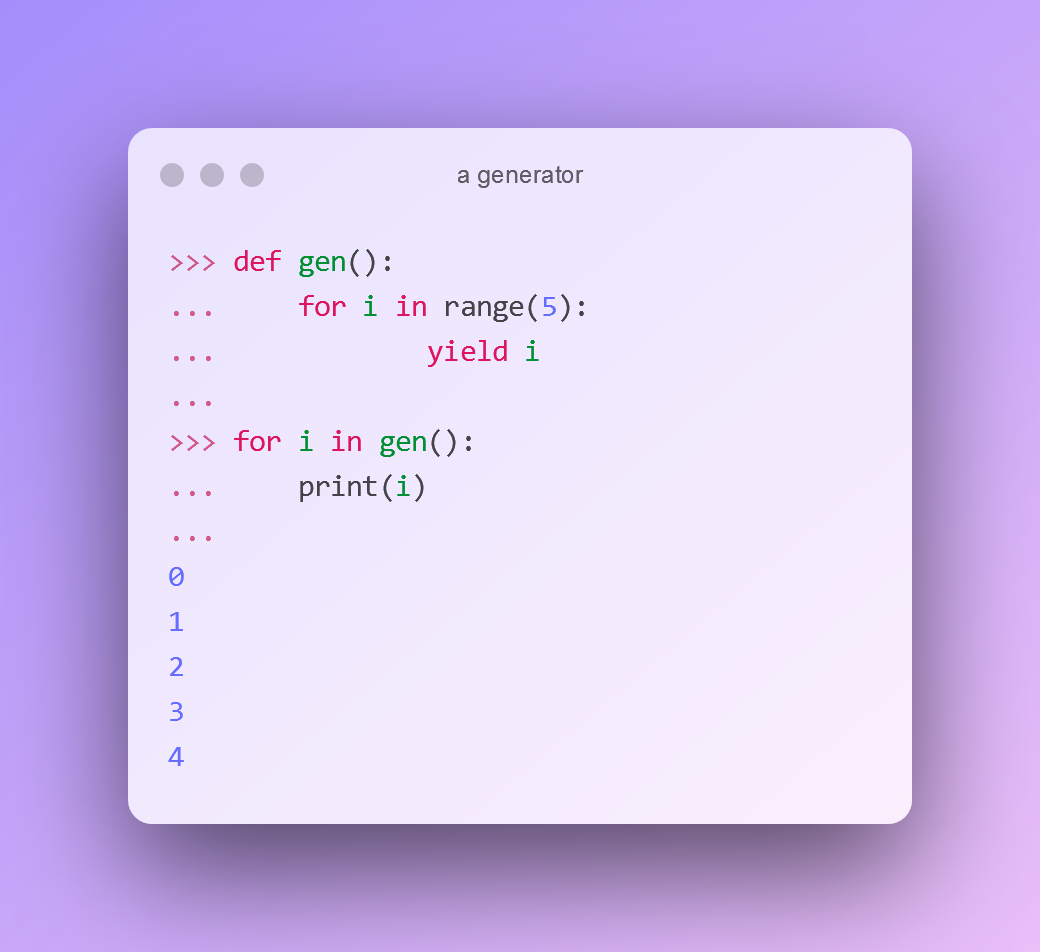 a generator
>>> def gen():
...     for i in range(5):
...             yield i
...
>>> for i in gen():
...     print(i)
...
0
1
2
3
4